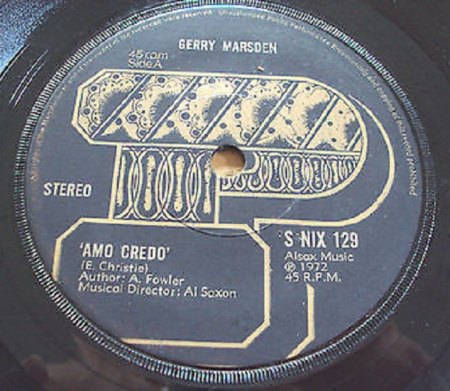 GERRY MARSDEN
45 rpm
Side A
STEREO
'AMO CREDO'
(E. Christie)
Author: A. Fowler
Musical Director: Al Saxon
S NIX 129
Alsax Music
℗ 1972
45 R.P.M.